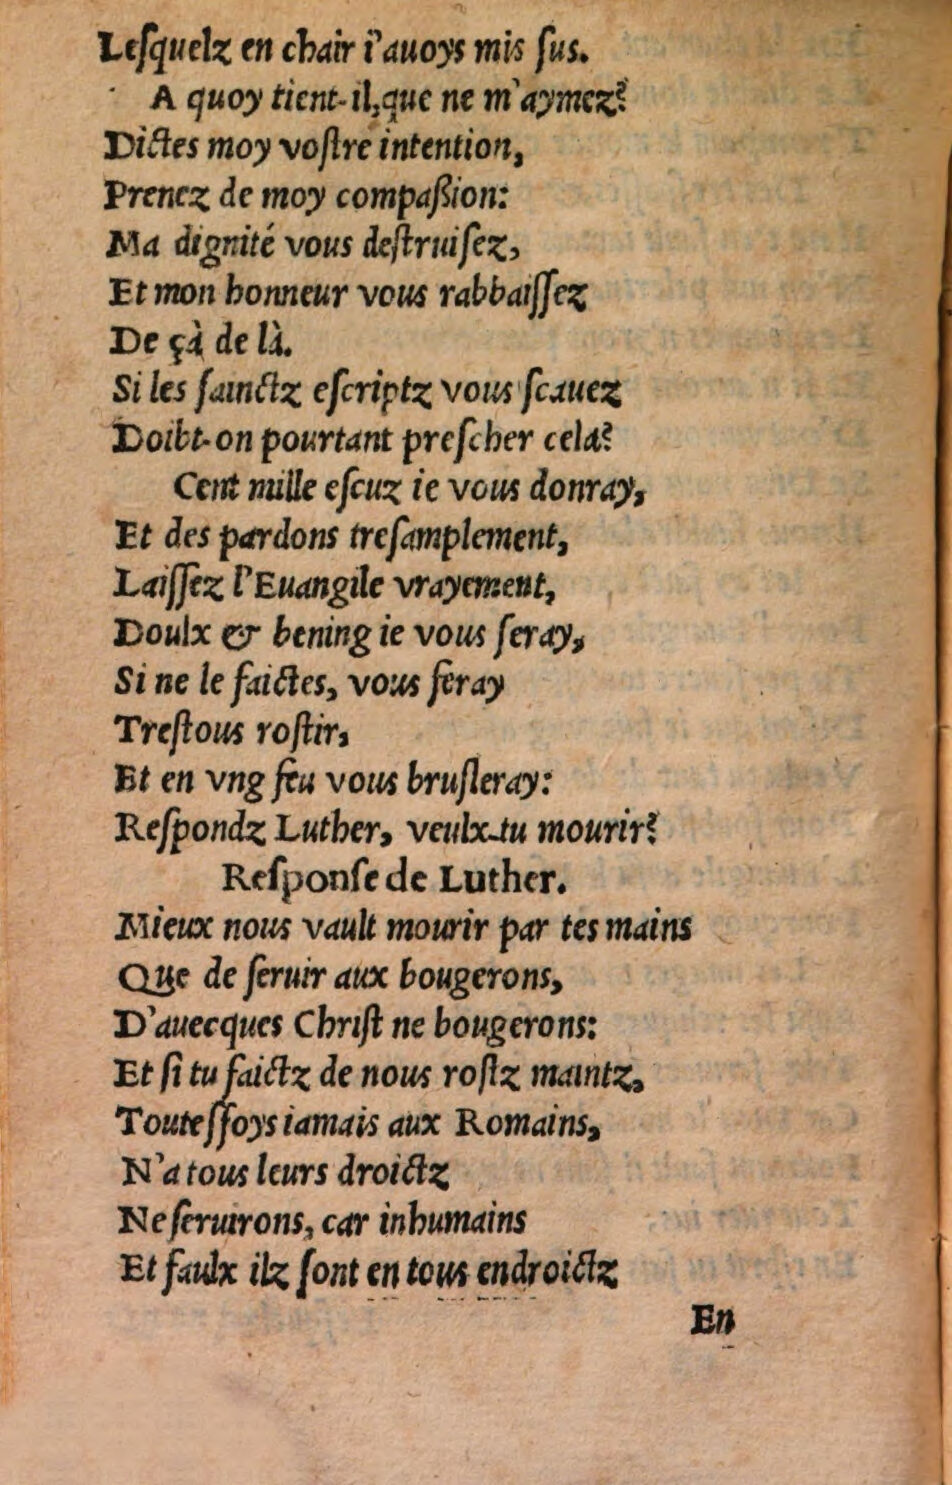 Leſquelz en chair i'auoys mis ſus.
A quoy tient-il, que ne m'aymez?
Dictes moy voſtre intention,
Prenez de moy compaßion:
Ma dignité vous deſtruiſez,
Et mon honneur vous rabbaiſſez
De çà de là.
Si les ſainctz eſcriptz vous ſcauez
Doibt-on pourtant preſcher cela?
Cent mille eſcuz ie vous donray,
Et des pardons treſamplement,
Laiſſez l'Euangile vrayement,
Doulx & bening ie vous ſeray,
Si ne le faictes, vous feray
Treſtous roſtir,
Et en vng feu vous bruſleray:
Reſpondz Luther, veulx-tu mourir?
Reſponſe de Luther.
Mieux nous vault mourir par tes mains
Que de ſeruir aux bougerons,
D'auecques Chriſt ne bougerons:
Et ſi tu faictz de nous roſtz maintz,
Touteſſoys iamais aux Romains,
N'a tous leurs droictz
Ne ſeruirons, car inhumains
Et faulx ilz ſont en tous endroictz
En